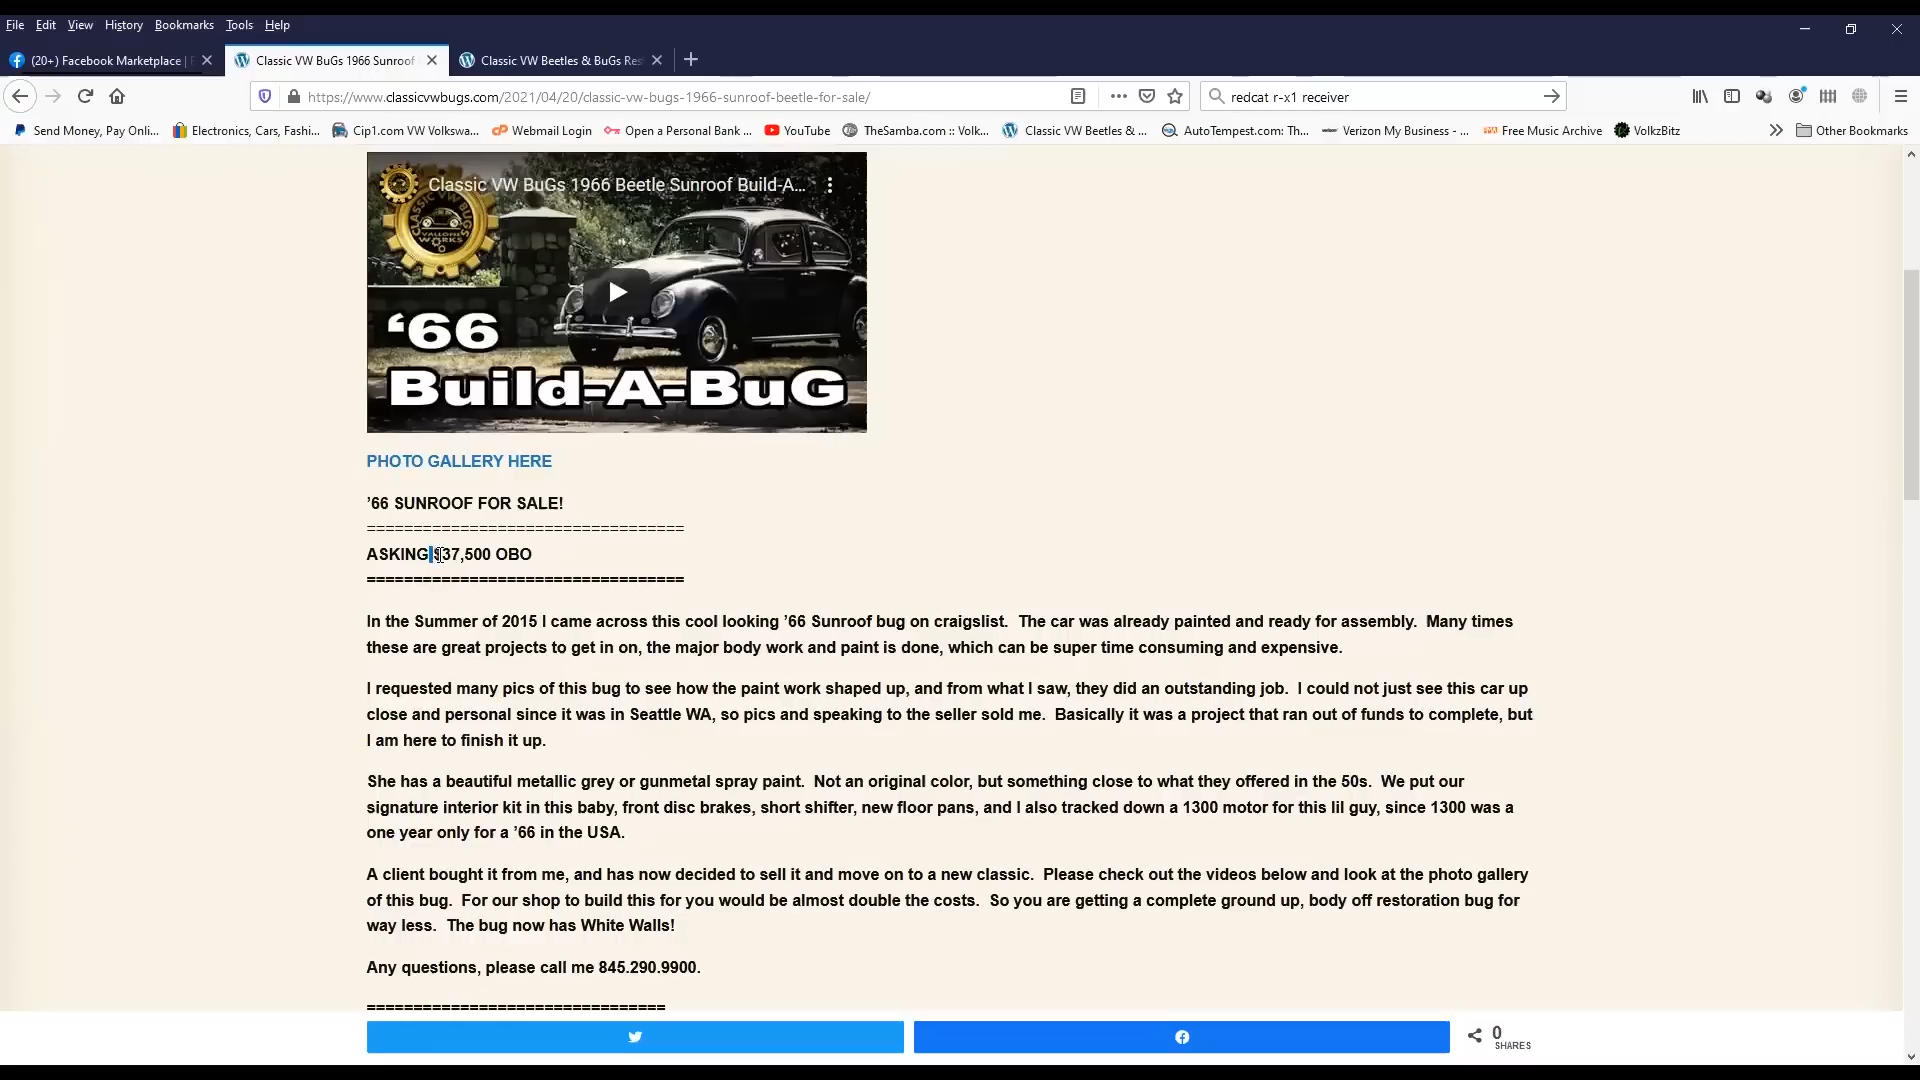 File Edit View History Bookmarks Tools Help
(20+) Facebook Marketplace | F
Classic VW BuGs 1966 Sunroof
Classic VW Beetles & BuGs Res
https://www.classicvwbugs.com/2021/04/20/classic-vw-bugs-1966-sunroof-beetle-for-sale/
redcat r-x1 receiver
Send Money, Pay Onli... Electronics, Cars, Fashi... Cip1.com VW Volkswa... Webmail Login Open a Personal Bank ... YouTube TheSamba.com :: Volk... Classic VW Beetles & ... AutoTempest.com: Th... Verizon My Business - ... Free Music Archive VolkzBitz Other Bookmarks
Classic VW BuGs 1966 Beetle Sunroof Build-A...
CLASSIC VW BUGS
VALLONE
WORKS
‘66
Build-A-BuG
PHOTO GALLERY HERE
’66 SUNROOF FOR SALE!
==================================
ASKING $37,500 OBO
==================================
In the Summer of 2015 I came across this cool looking ’66 Sunroof bug on craigslist.  The car was already painted and ready for assembly.  Many times
these are great projects to get in on, the major body work and paint is done, which can be super time consuming and expensive.
I requested many pics of this bug to see how the paint work shaped up, and from what I saw, they did an outstanding job.  I could not just see this car up
close and personal since it was in Seattle WA, so pics and speaking to the seller sold me.  Basically it was a project that ran out of funds to complete, but
I am here to finish it up.
She has a beautiful metallic grey or gunmetal spray paint.  Not an original color, but something close to what they offered in the 50s.  We put our
signature interior kit in this baby, front disc brakes, short shifter, new floor pans, and I also tracked down a 1300 motor for this lil guy, since 1300 was a
one year only for a ’66 in the USA.
A client bought it from me, and has now decided to sell it and move on to a new classic.  Please check out the videos below and look at the photo gallery
of this bug.  For our shop to build this for you would be almost double the costs.  So you are getting a complete ground up, body off restoration bug for
way less.  The bug now has White Walls!
Any questions, please call me 845.290.9900.
================================
0
SHARES